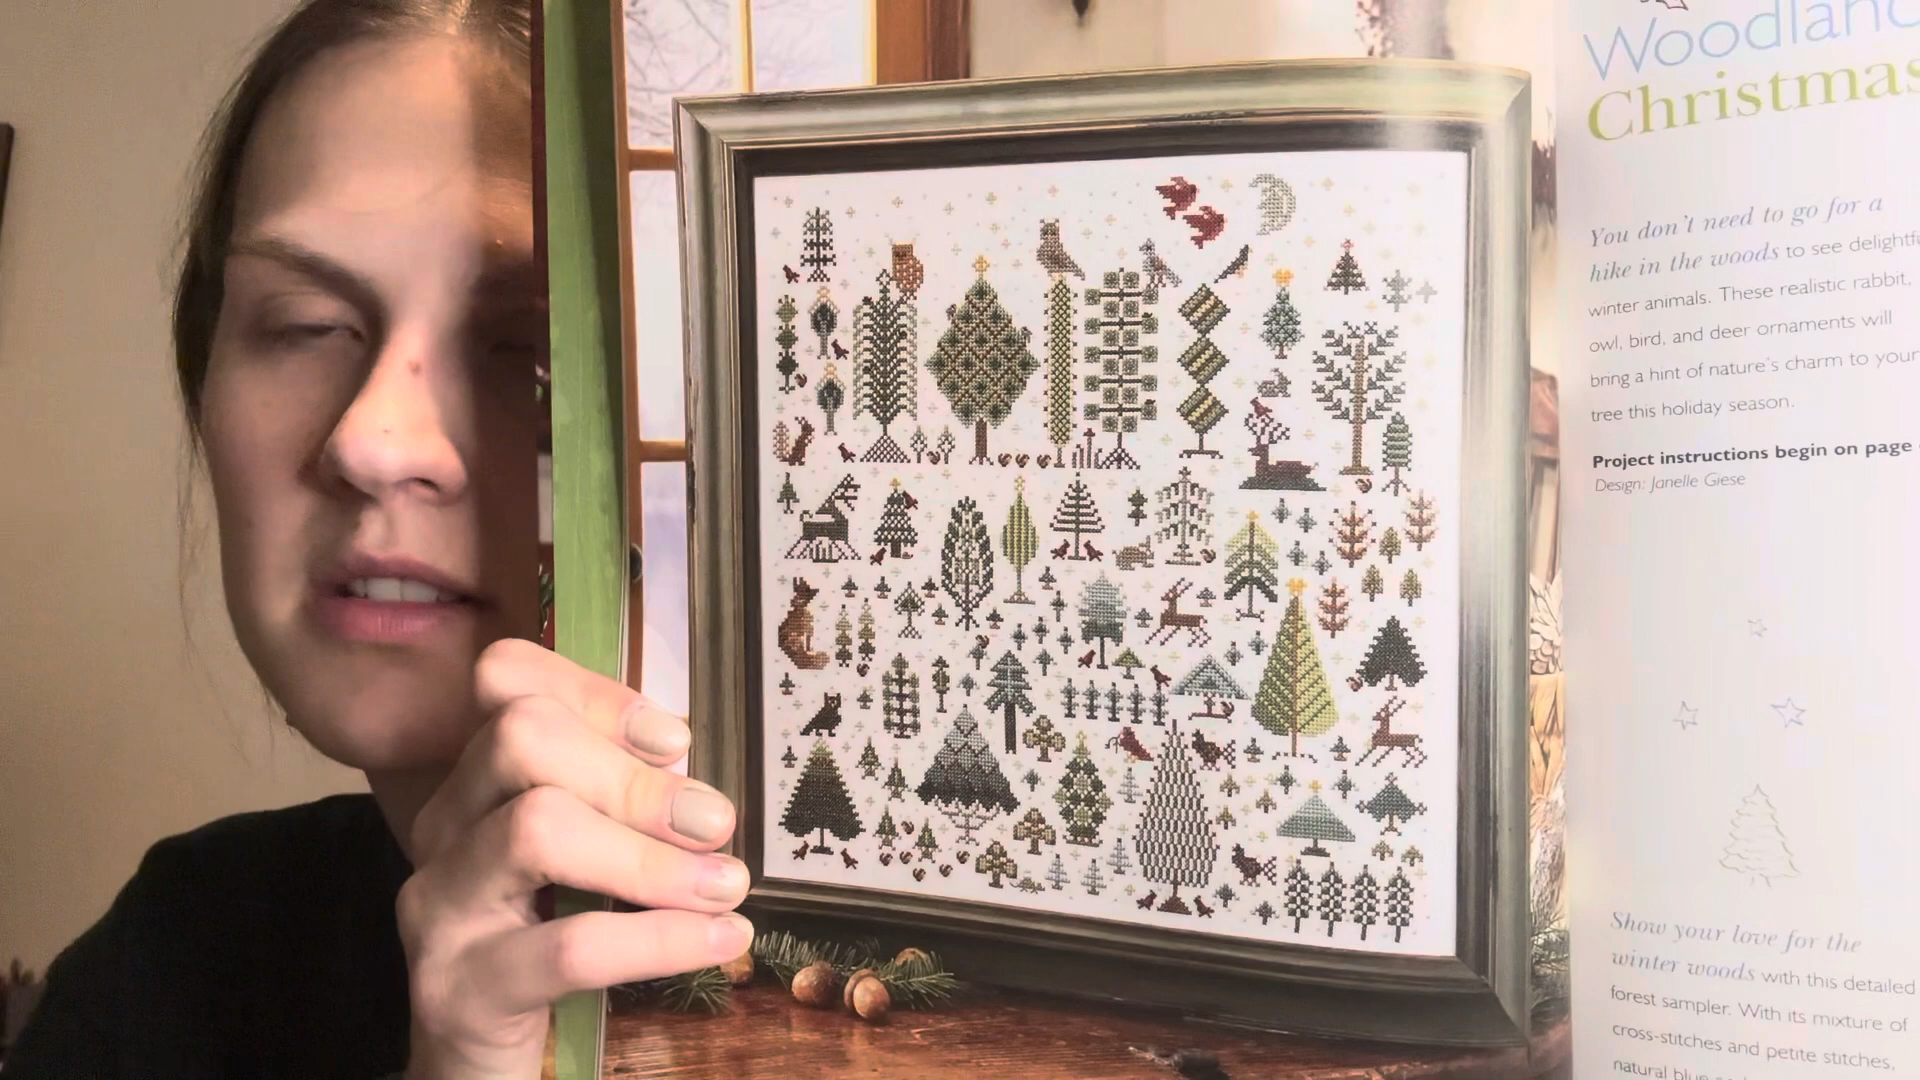 Woodland
Christmas
You don't need to go for a
hike in the woods to see delightful
winter animals. These realistic rabbit,
owl, bird, and deer ornaments will
bring a hint of nature's charm to your
tree this holiday season.
Project instructions begin on page
Design: Janelle Giese
Show your love for the
winter woods with this detailed
forest sampler. With its mixture of
cross-stitches and petite stitches,
natural